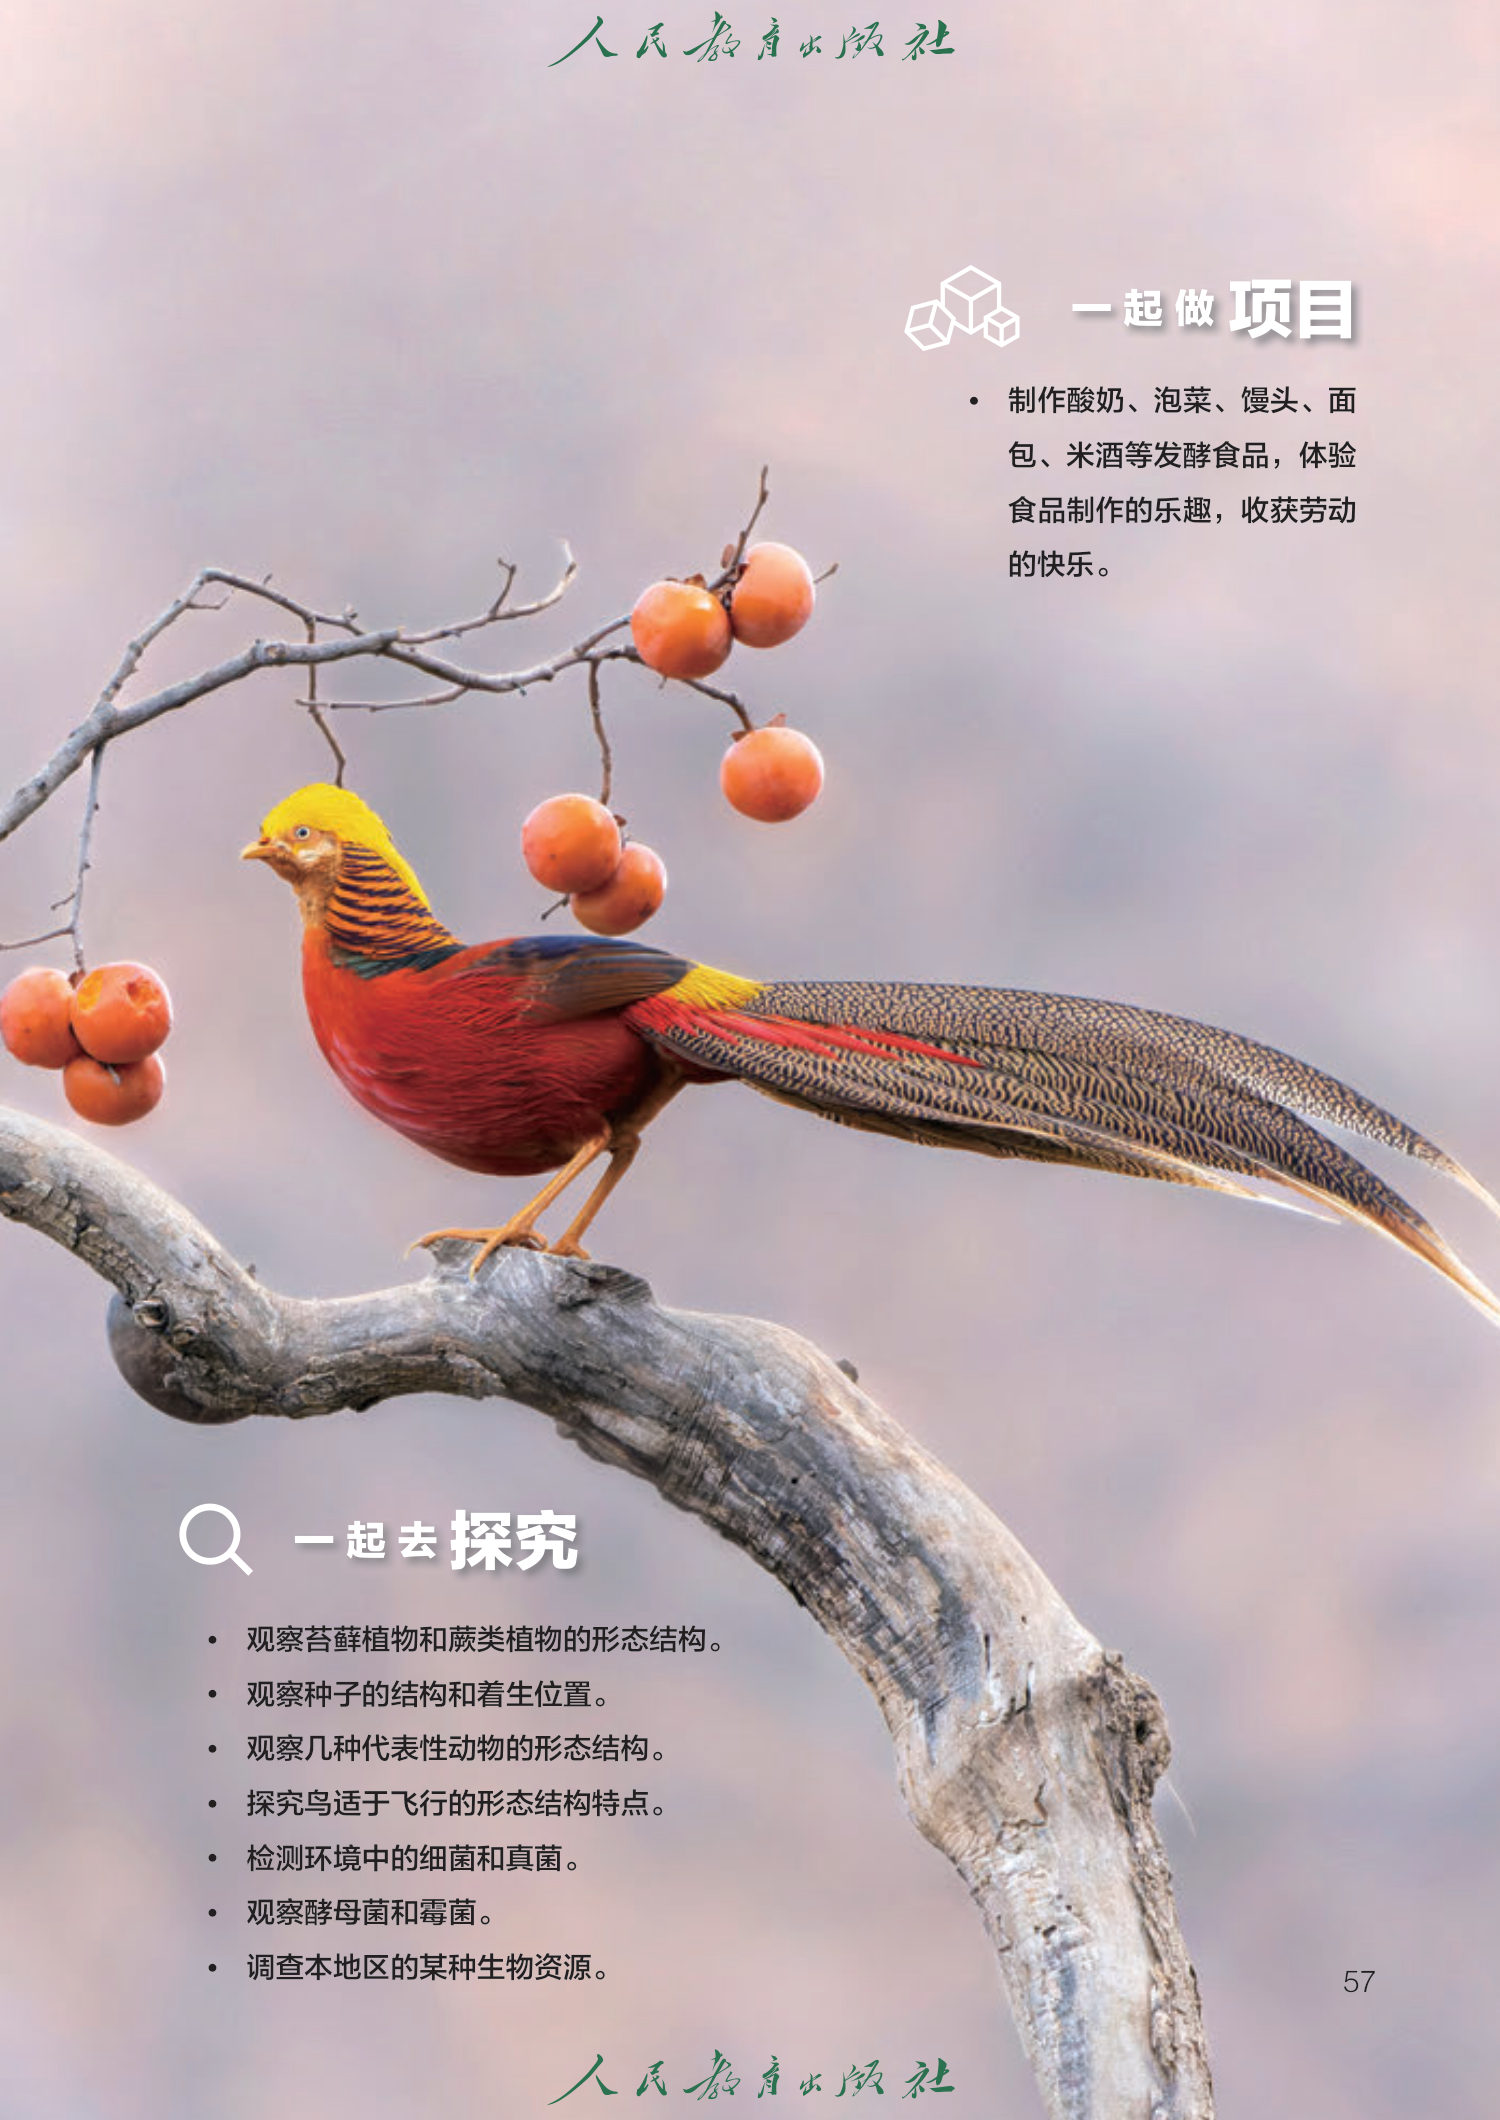 人民教育出版社
一起做项目
• 制作酸奶、泡菜、馒头、面
包、米酒等发酵食品，体验
食品制作的乐趣，收获劳动
的快乐。
一起去探究
• 观察苔藓植物和蕨类植物的形态结构。
• 观察种子的结构和着生位置。
• 观察几种代表性动物的形态结构。
• 探究鸟适于飞行的形态结构特点。
• 检测环境中的细菌和真菌。
• 观察酵母菌和霉菌。
• 调查本地区的某种生物资源。
57
人民教育出版社